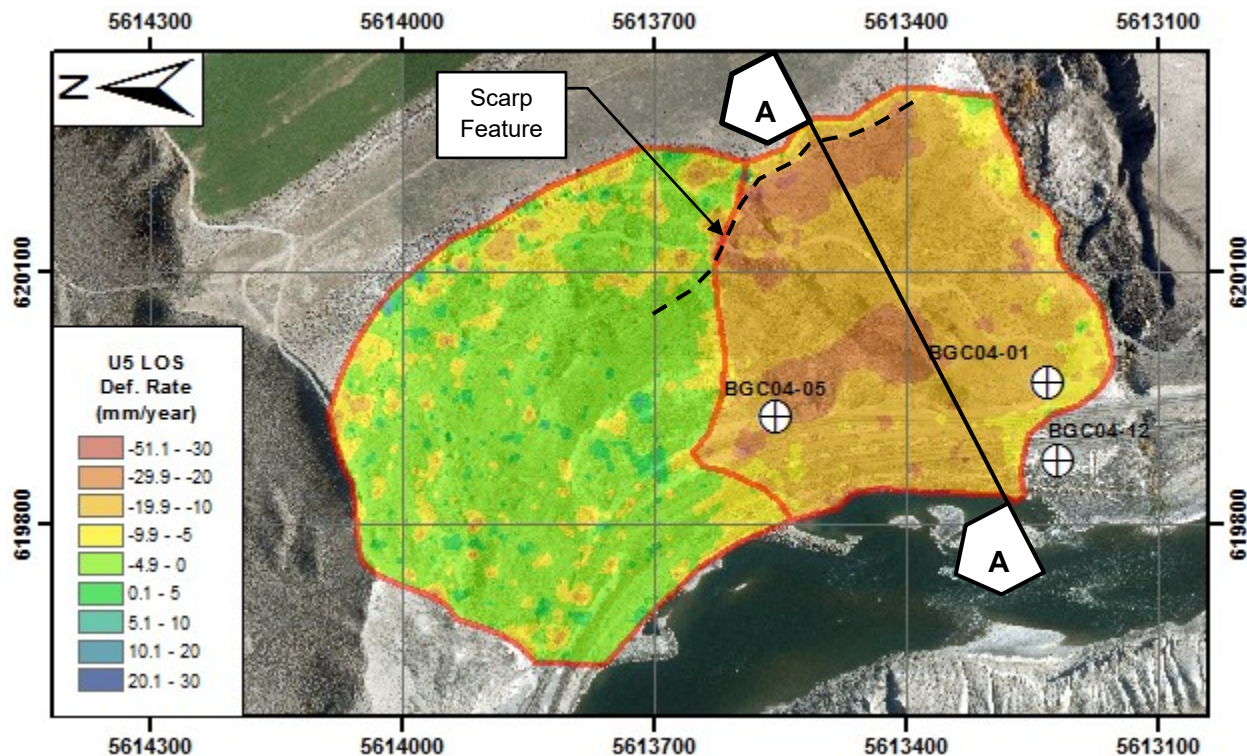 5614300 5614000 5613700 5613400 5613100
N
Scarp
Feature
A
620100
620100
BGC04-01
BGC04-05
BGC04-12
U5 LOS
Def. Rate
(mm/year)
-51.1 - -30
-29.9 - -20
-19.9 - -10
-9.9 - -5
-4.9 - 0
0.1 - 5
5.1 - 10
10.1 - 20
20.1 - 30
619800
619800
A
5614300 5614000 5613700 5613400 5613100